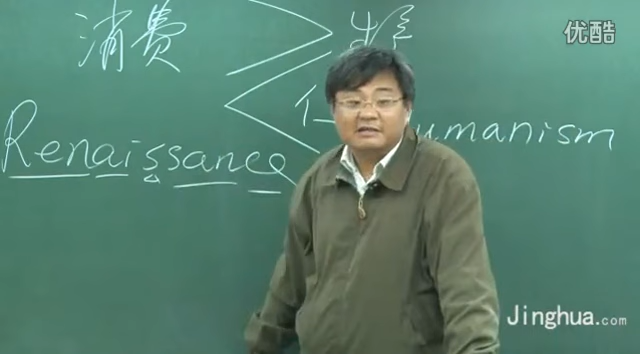 优酷
消费
Renaissance
umanism
Jinghua.com